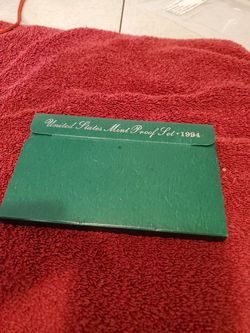 United States Mint Proof Set • 1994